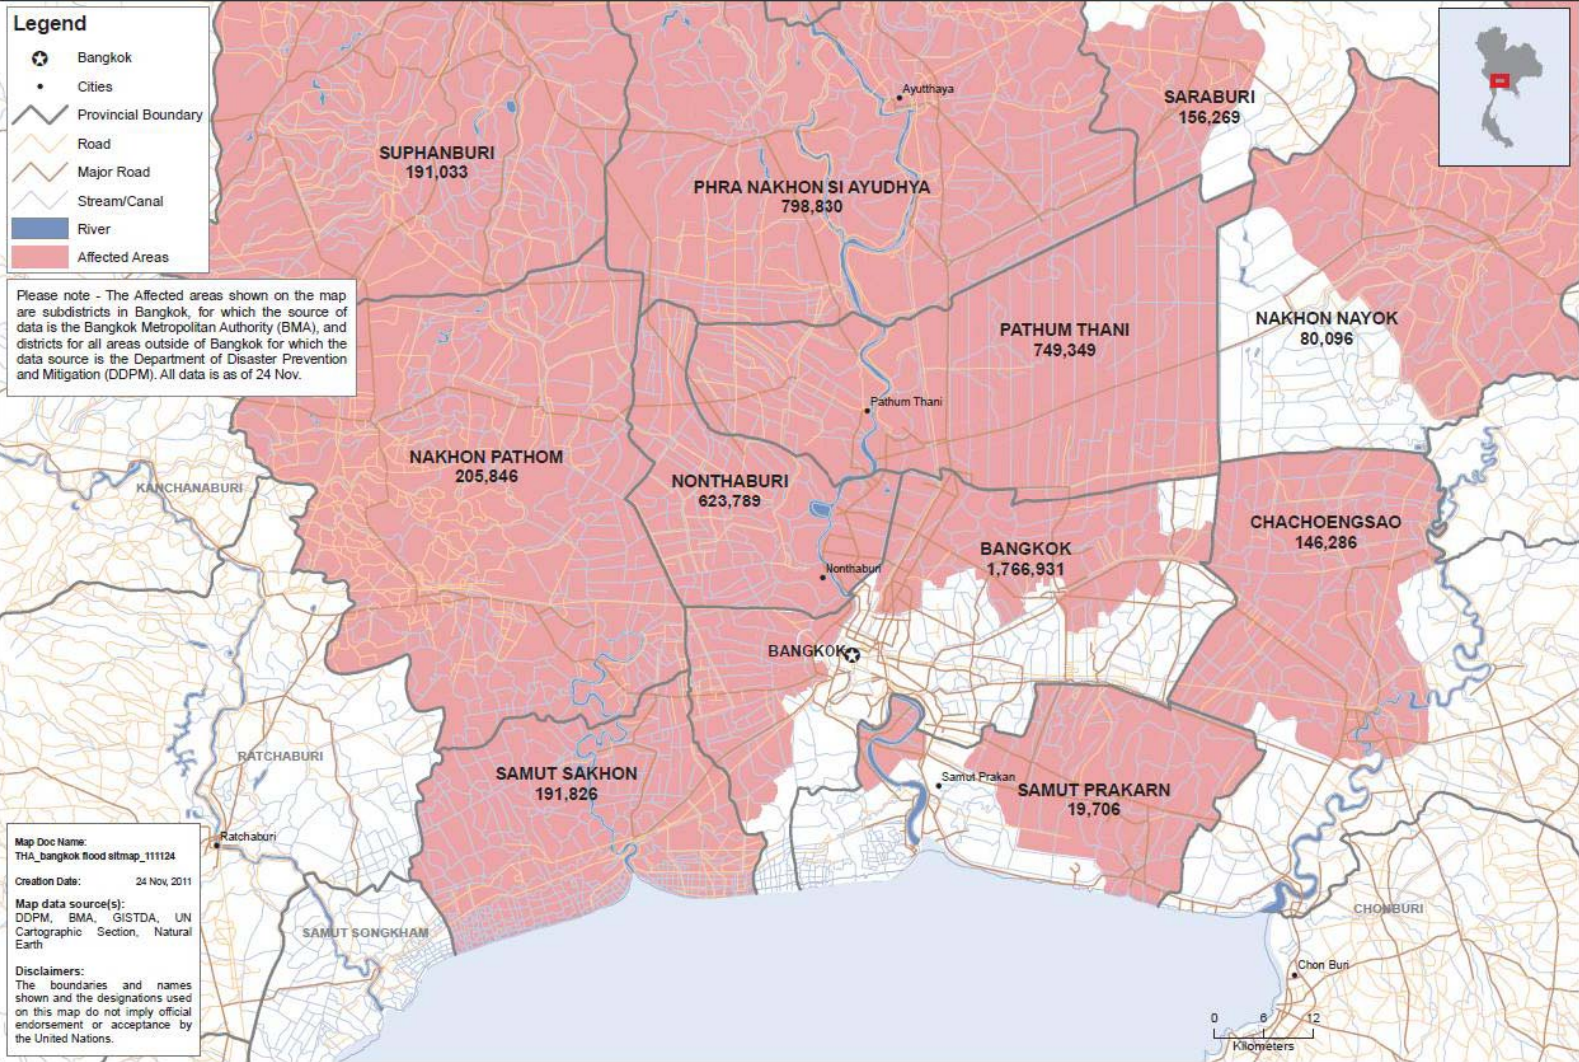 Legend
Bangkok
Cities
Provincial Boundary
Road
Major Road
Stream/Canal
River
Affected Areas
Please note - The Affected areas shown on the map
are subdistricts in Bangkok, for which the source of
data is the Bangkok Metropolitan Authority (BMA), and
districts for all areas outside of Bangkok for which the
data source is the Department of Disaster Prevention
and Mitigation (DDPM). All data is as of 24 Nov.
Ayutthaya
SARABURI
156,269
SUPHANBURI
191,033
PHRA NAKHON SI AYUDHYA
798,830
PATHUM THANI
749,349
NAKHON NAYOK
80,096
Pathum Thani
NAKHON PATHOM
205,846
KANCHANABURI
NONTHABURI
623,789
CHACHOENGSAO
146,286
BANGKOK
1,766,931
Nonthaburi
BANGKOK
RATCHABURI
SAMUT SAKHON
191,826
Samut Prakan
SAMUT PRAKARN
19,706
Ratchaburi
SAMUT SONGKHAM
CHONBURI
Chon Buri
Map Doc Name:
THA_bangkok flood sitmap_111124
Creation Date: 24 Nov, 2011
Map data source(s):
DDPM, BMA, GISTDA, UN
Cartographic Section, Natural
Earth
Disclaimers:
The boundaries and names
shown and the designations used
on this map do not imply official
endorsement or acceptance by
the United Nations.
0 6 12
Kilometers